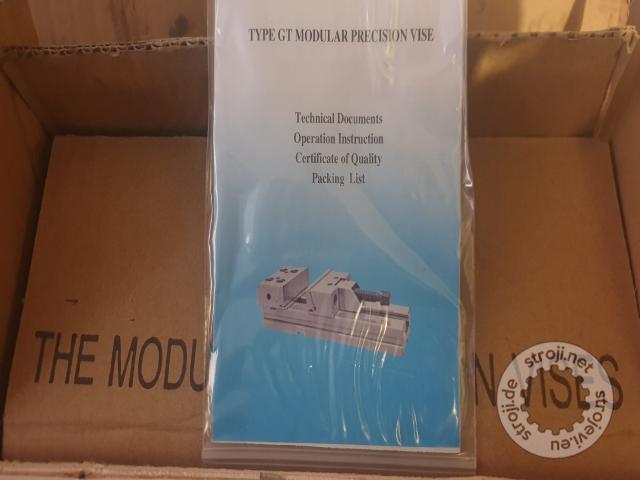 TYPE GT MODULAR PRECISION VISE
Technical Documents
Operation Instruction
Certificate of Quality
Packing List
THE MODU
N VISES
stroji.net
stroji.de
strojevi.eu